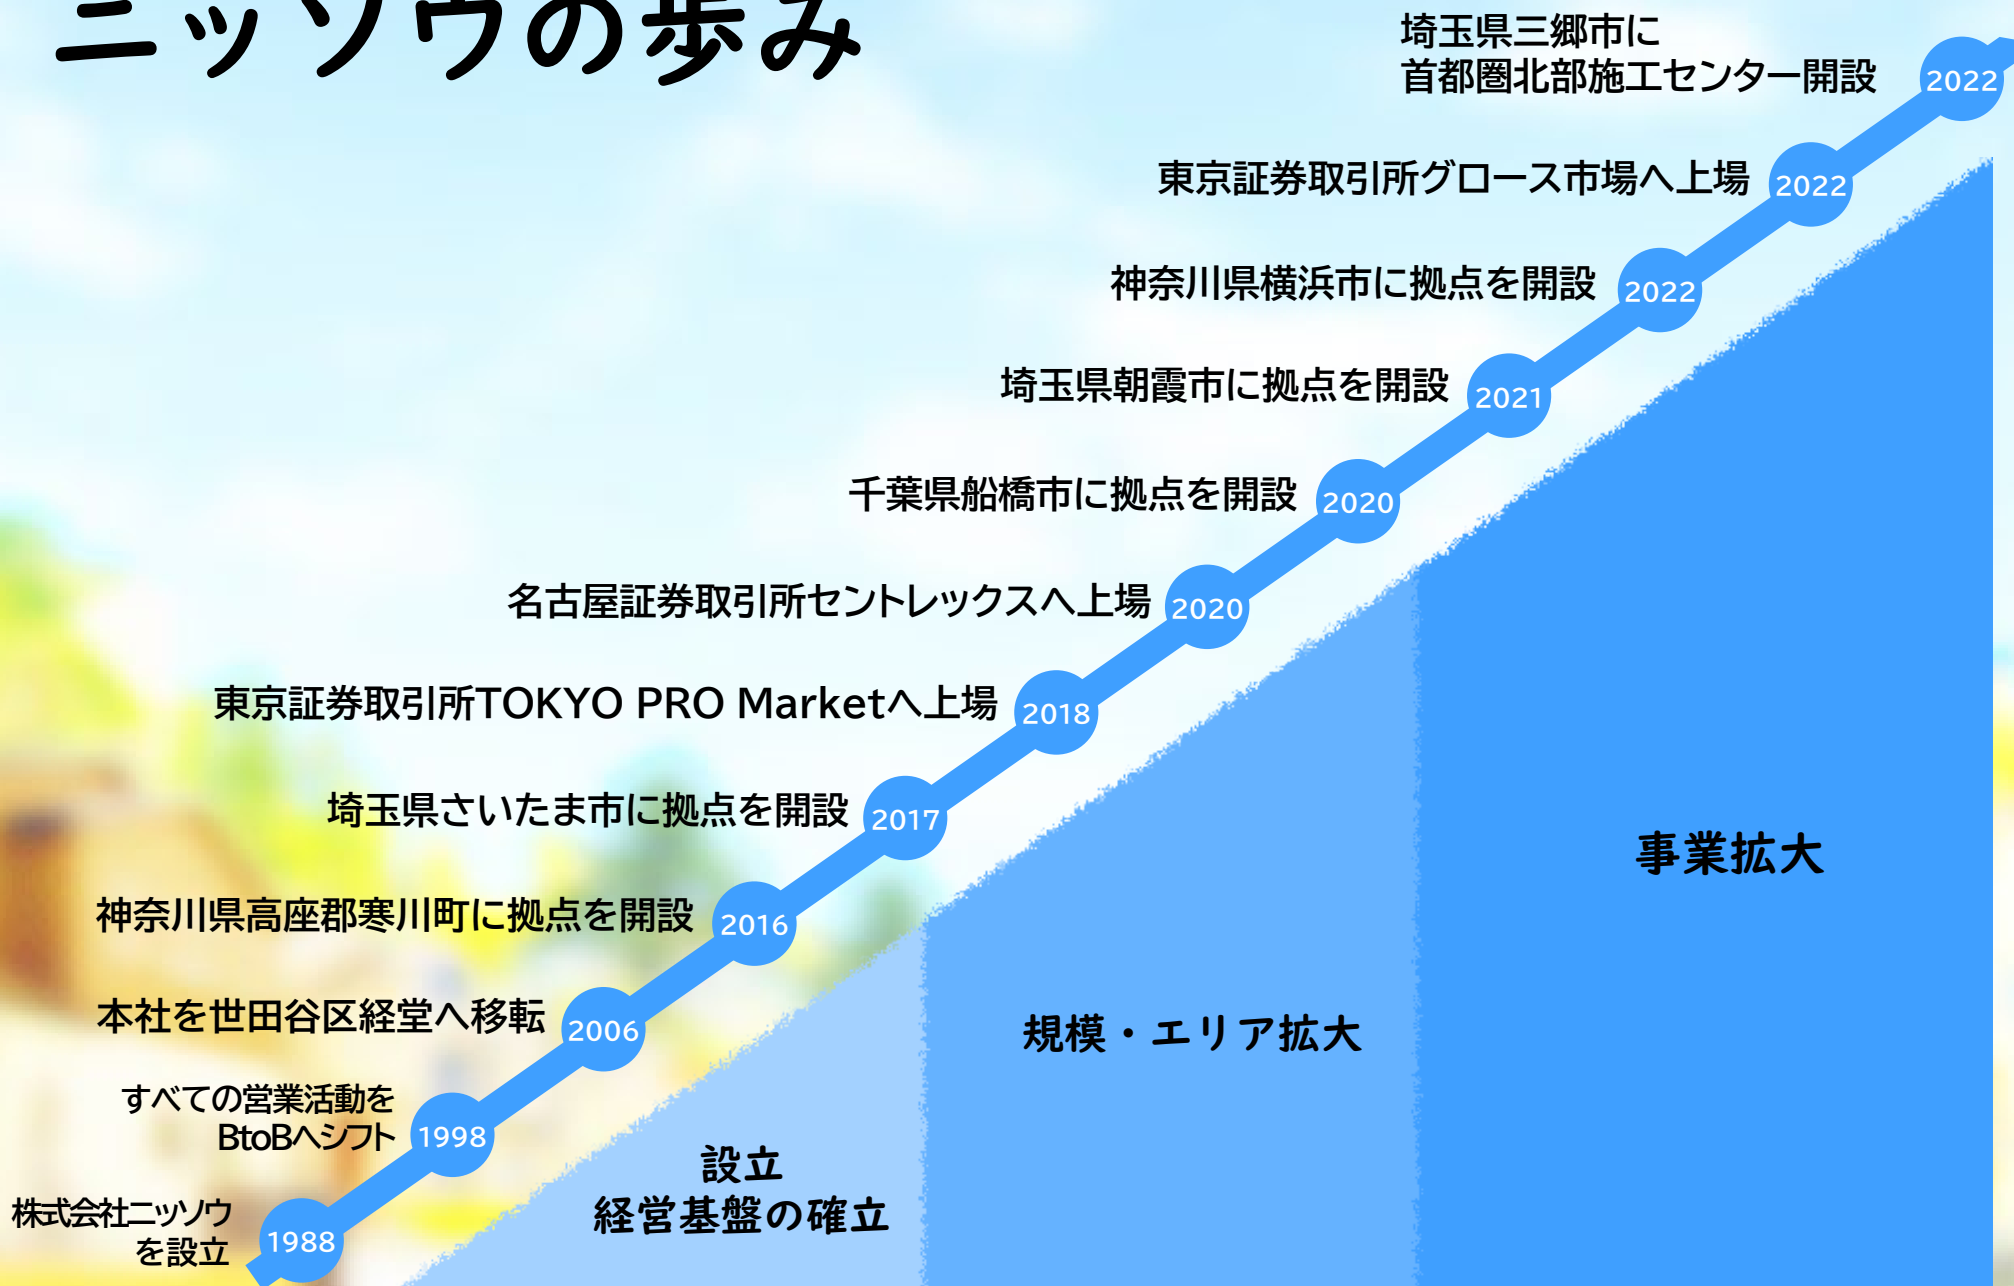 ニッソウの歩み
埼玉県三郷市に
首都圏北部施工センター開設
2022
東京証券取引所グロース市場へ上場
2022
神奈川県横浜市に拠点を開設
2022
埼玉県朝霞市に拠点を開設
2021
千葉県船橋市に拠点を開設
2020
名古屋証券取引所セントレックスへ上場
2020
東京証券取引所TOKYO PRO Marketへ上場
2018
埼玉県さいたま市に拠点を開設
2017
神奈川県高座郡寒川町に拠点を開設
2016
本社を世田谷区経堂へ移転
2006
すべての営業活動を
BtoBへシフト
1998
株式会社ニッソウ
を設立
1988
設立
経営基盤の確立
規模・エリア拡大
事業拡大